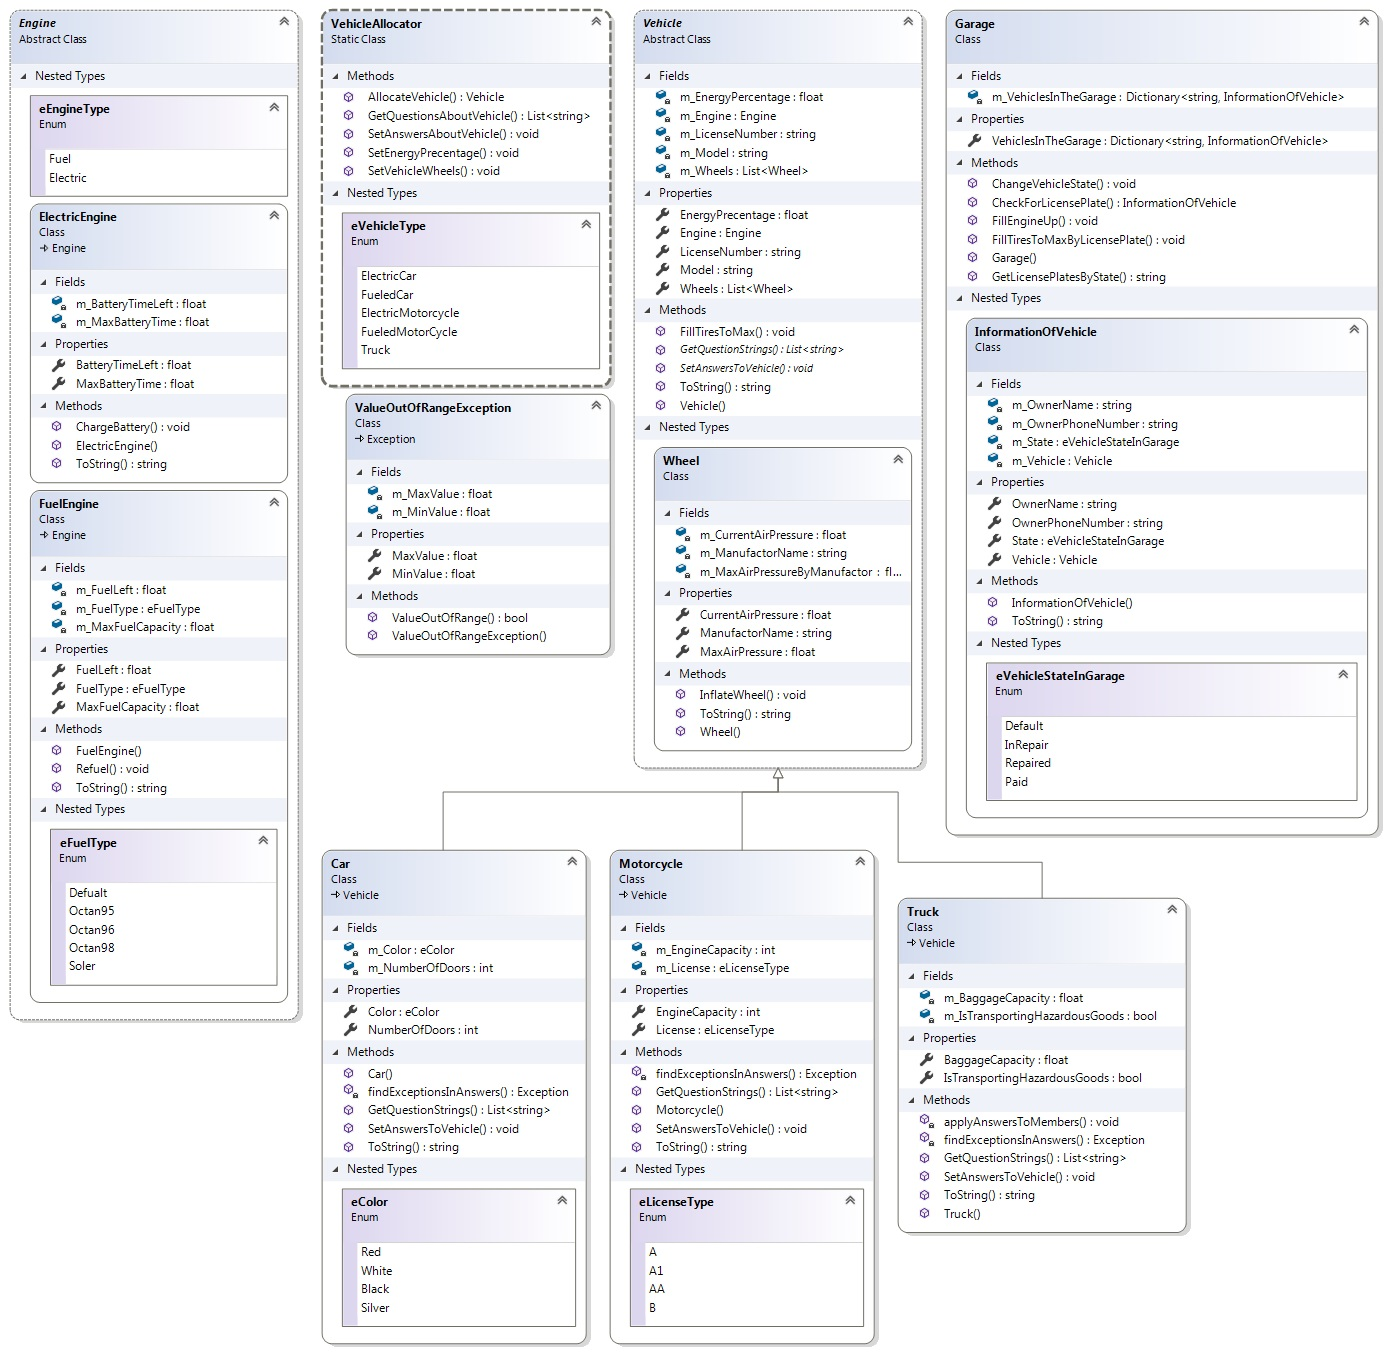 Engine
Abstract Class
Nested Types
eEngineType
Enum
Fuel
Electric
ElectricEngine
Class
Engine
Fields
m_BatteryTimeLeft : float
m_MaxBatteryTime : float
Properties
BatteryTimeLeft : float
MaxBatteryTime : float
Methods
ChargeBattery() : void
ElectricEngine()
ToString() : string
FuelEngine
Class
Engine
Fields
m_FuelLeft : float
m_FuelType : eFuelType
m_MaxFuelCapacity : float
Properties
FuelLeft : float
FuelType : eFuelType
MaxFuelCapacity : float
Methods
FuelEngine()
Refuel() : void
ToString() : string
Nested Types
eFuelType
Enum
Defualt
Octan95
Octan96
Octan98
Soler
VehicleAllocator
Static Class
Methods
AllocateVehicle() : Vehicle
GetQuestionsAboutVehicle() : List<string>
SetAnswersAboutVehicle() : void
SetEnergyPrecentage() : void
SetVehicleWheels() : void
Nested Types
eVehicleType
Enum
ElectricCar
FueledCar
ElectricMotorcycle
FueledMotorCycle
Truck
ValueOutOfRangeException
Class
Exception
Fields
m_MaxValue : float
m_MinValue : float
Properties
MaxValue : float
MinValue : float
Methods
ValueOutOfRange() : bool
ValueOutOfRangeException()
Vehicle
Abstract Class
Fields
m_EnergyPercentage : float
m_Engine : Engine
m_LicenseNumber : string
m_Model : string
m_Wheels : List<Wheel>
Properties
EnergyPrecentage : float
Engine : Engine
LicenseNumber : string
Model : string
Wheels : List<Wheel>
Methods
FillTiresToMax() : void
GetQuestionStrings() : List<string>
SetAnswersToVehicle() : void
ToString() : string
Vehicle()
Nested Types
Wheel
Class
Fields
m_CurrentAirPressure : float
m_ManufactorName : string
m_MaxAirPressureByManufactor : fl...
Properties
CurrentAirPressure : float
ManufactorName : string
MaxAirPressure : float
Methods
InflateWheel() : void
ToString() : string
Wheel()
Garage
Class
Fields
m_VehiclesInTheGarage : Dictionary<string, InformationOfVehicle>
Properties
VehiclesInTheGarage : Dictionary<string, InformationOfVehicle>
Methods
ChangeVehicleState() : void
CheckForLicensePlate() : InformationOfVehicle
FillEngineUp() : void
FillTiresToMaxByLicensePlate() : void
Garage()
GetLicensePlatesByState() : string
Nested Types
InformationOfVehicle
Class
Fields
m_OwnerName : string
m_OwnerPhoneNumber : string
m_State : eVehicleStateInGarage
m_Vehicle : Vehicle
Properties
OwnerName : string
OwnerPhoneNumber : string
State : eVehicleStateInGarage
Vehicle : Vehicle
Methods
InformationOfVehicle()
ToString() : string
Nested Types
eVehicleStateInGarage
Enum
Default
InRepair
Repaired
Paid
Car
Class
Vehicle
Fields
m_Color : eColor
m_NumberOfDoors : int
Properties
Color : eColor
NumberOfDoors : int
Methods
Car()
findExceptionsInAnswers() : Exception
GetQuestionStrings() : List<string>
SetAnswersToVehicle() : void
ToString() : string
Nested Types
eColor
Enum
Red
White
Black
Silver
Motorcycle
Class
Vehicle
Fields
m_EngineCapacity : int
m_License : eLicenseType
Properties
EngineCapacity : int
License : eLicenseType
Methods
findExceptionsInAnswers() : Exception
GetQuestionStrings() : List<string>
Motorcycle()
SetAnswersToVehicle() : void
ToString() : string
Nested Types
eLicenseType
Enum
A
A1
AA
B
Truck
Class
Vehicle
Fields
m_BaggageCapacity : float
m_IsTransportingHazardousGoods : bool
Properties
BaggageCapacity : float
IsTransportingHazardousGoods : bool
Methods
applyAnswersToMembers() : void
findExceptionsInAnswers() : Exception
GetQuestionStrings() : List<string>
SetAnswersToVehicle() : void
ToString() : string
Truck()